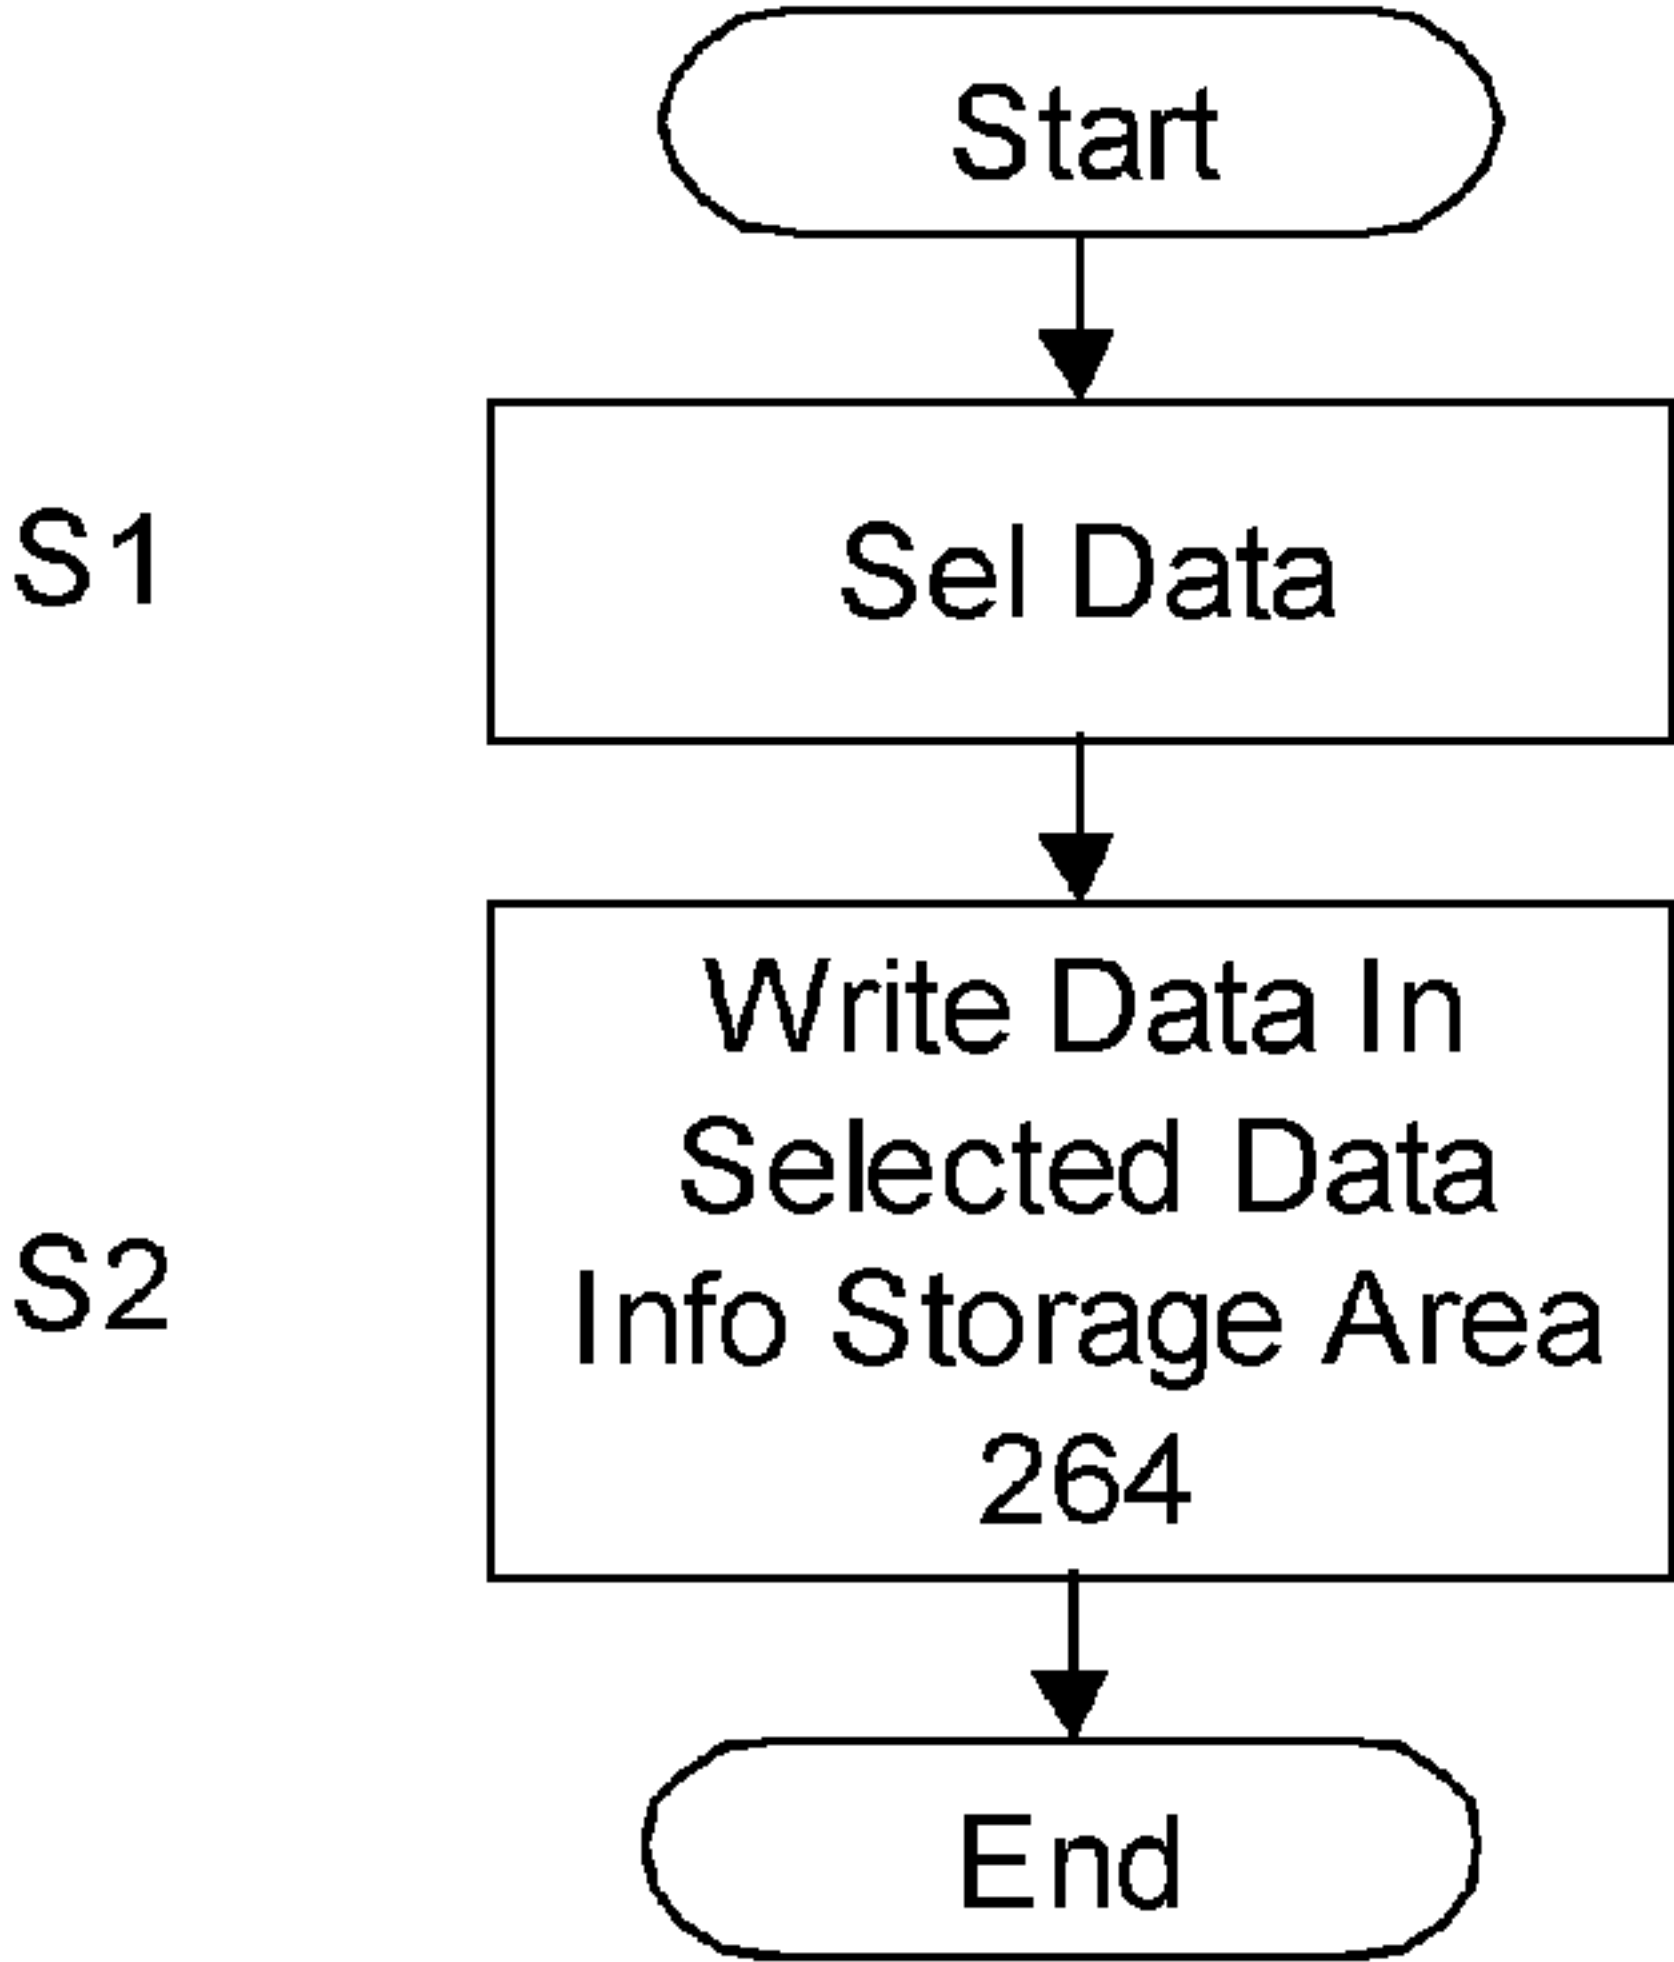 Start
S1
Sel Data
S2
Write Data In
Selected Data
Info Storage Area
264
End